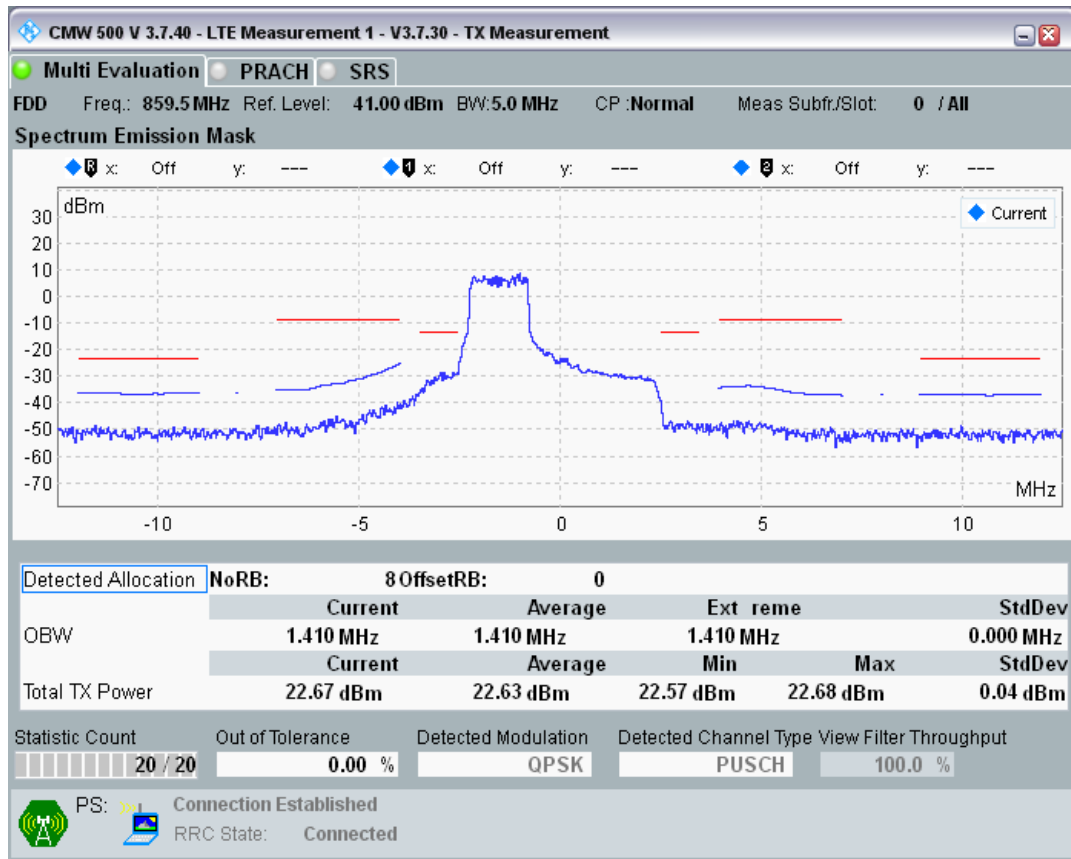 CMW 500 V 3.7.40 - LTE Measurement 1 - V3.7.30 - TX Measurement
Multi Evaluation PRACH SRS
FDD Freq.: 859.5 MHz Ref. Level: 41.00 dBm BW:5.0 MHz CP :Normal Meas Subfr./Slot: 0 / All
Spectrum Emission Mask
R x: Off y: --- 1 x: Off y: --- 2 x: Off y: ---
dBm
Current
30
20
10
0
-10
-20
-30
-40
-50
-60
-70
MHz
-10 -5 0 5 10
Detected Allocation NoRB: 8 OffsetRB: 0
Current Average Ext reme StdDev
OBW 1.410 MHz 1.410 MHz 1.410 MHz 0.000 MHz
Current Average Min Max StdDev
Total TX Power 22.67 dBm 22.63 dBm 22.57 dBm 22.68 dBm 0.04 dBm
Statistic Count Out of Tolerance Detected Modulation Detected Channel Type View Filter Throughput
20 / 20 0.00 % QPSK PUSCH 100.0 %
PS: Connection Established
RRC State: Connected